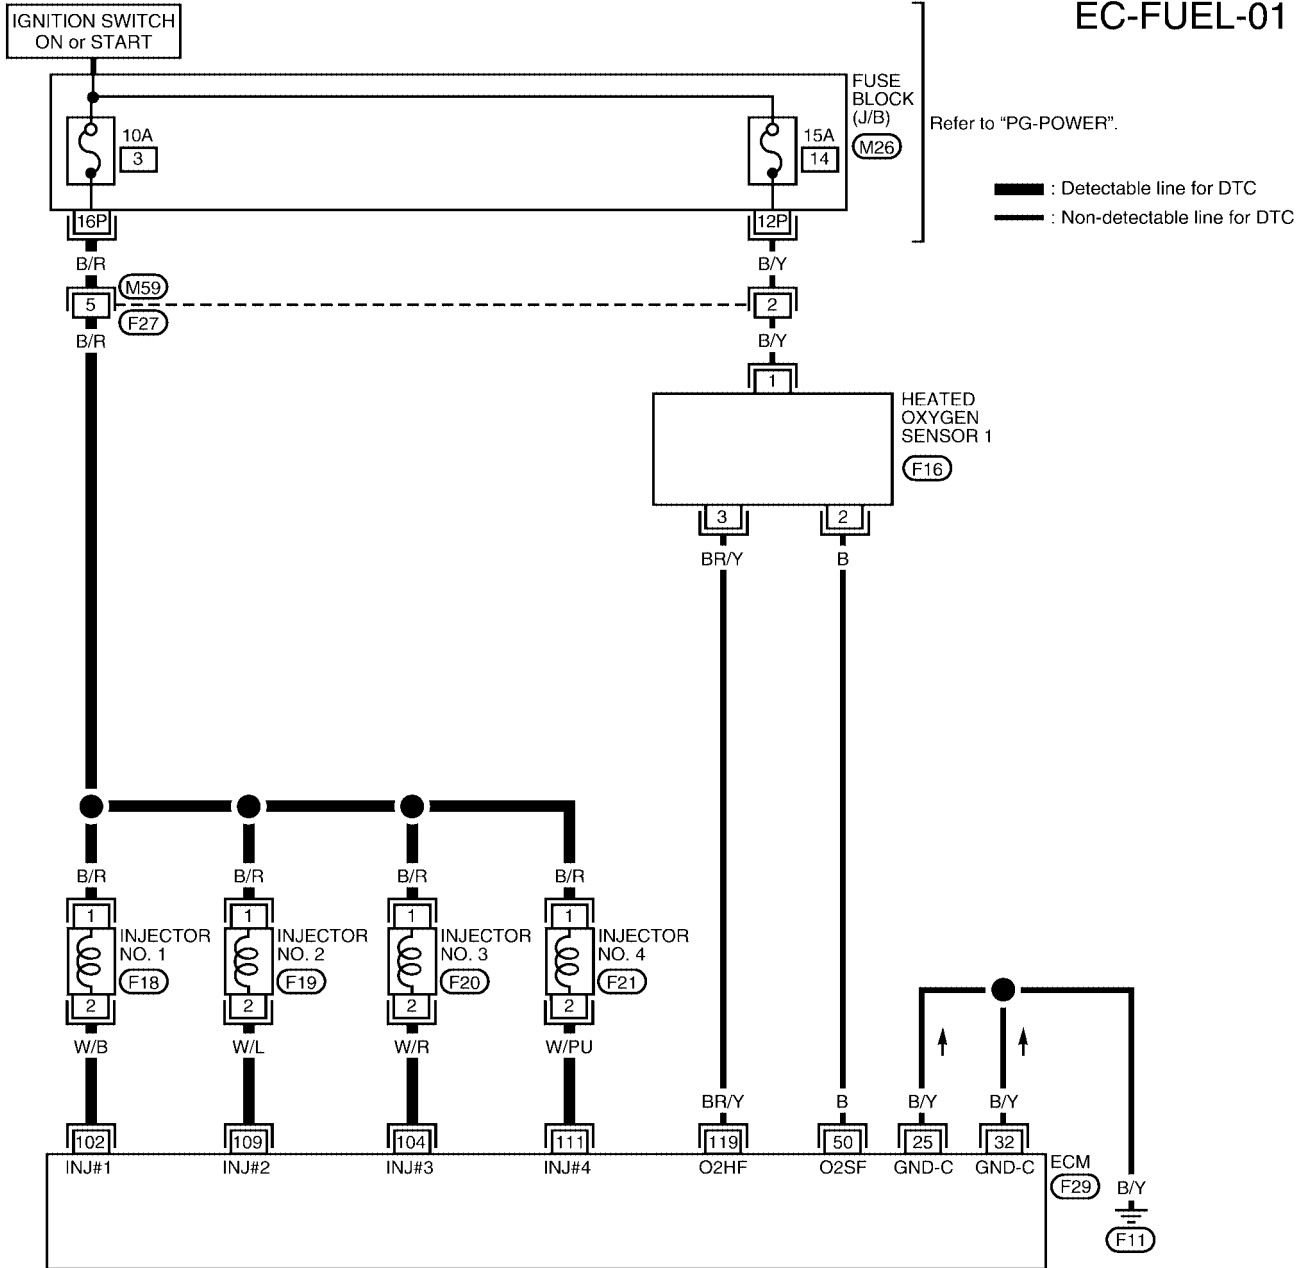 EC-FUEL-01
IGNITION SWITCH
ON or START
FUSE
BLOCK
(J/B)
M26
Refer to “PG-POWER”.
10A
3
15A
14
: Detectable line for DTC
: Non-detectable line for DTC
16P
12P
B/R
B/Y
M59
5
2
F27
B/R
B/Y
1
HEATED
OXYGEN
SENSOR 1
F16
3
2
BR/Y
B
B/R
B/R
B/R
B/R
1
1
1
1
INJECTOR
NO. 1
F18
INJECTOR
NO. 2
F19
INJECTOR
NO. 3
F20
INJECTOR
NO. 4
F21
2
2
2
2
W/B
W/L
W/R
W/PU
BR/Y
B
B/Y
B/Y
102
109
104
111
119
50
25
32
INJ#1
INJ#2
INJ#3
INJ#4
O2HF
O2SF
GND-C
GND-C
ECM
F29
B/Y
F11